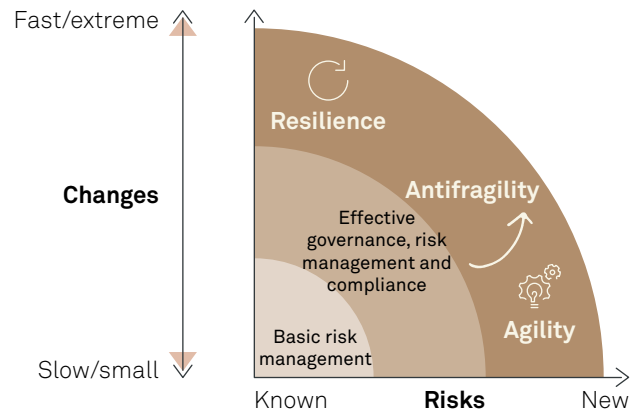 Fast/extreme
Resilience
Antifragility
Changes
Effective
governance, risk
management and
compliance
Agility
Basic risk
management
Slow/small
Known
Risks
New